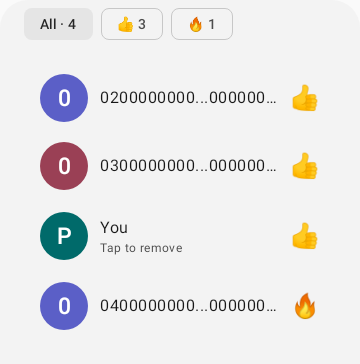 All · 4 👍 3 🔥 1
0 0200000000...000000... 👍
0 0300000000...000000... 👍
P You 👍
Tap to remove
0 0400000000...000000... 🔥